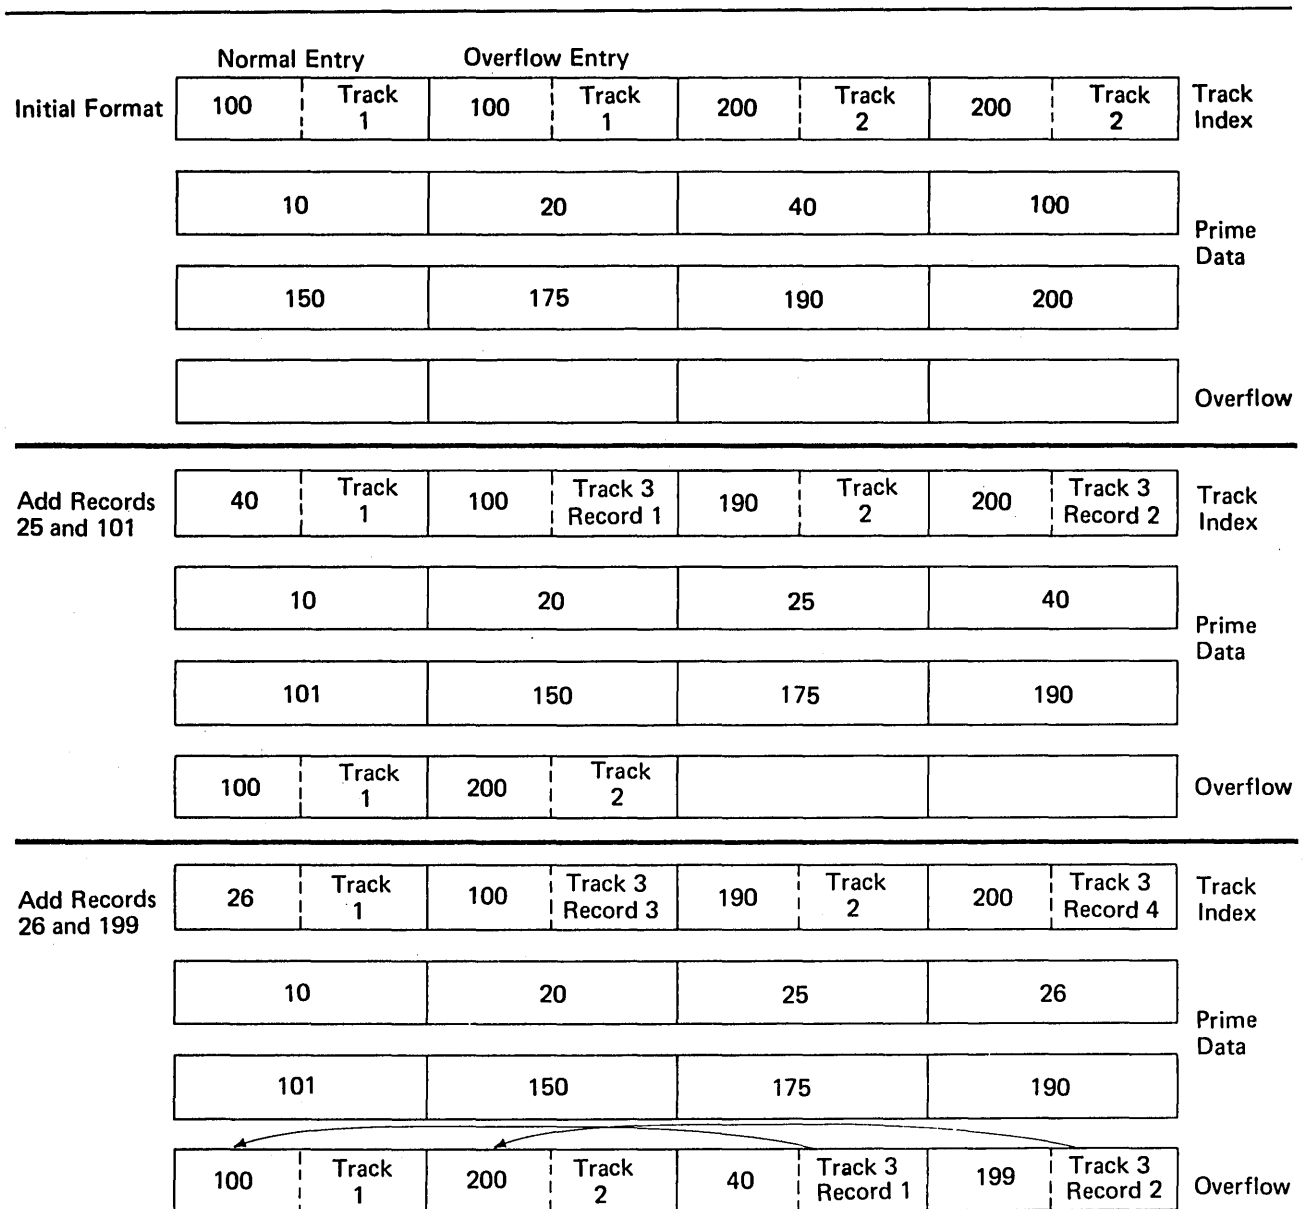 Normal Entry Overflow Entry
Initial Format 100 Track 1 100 Track 1 200 Track 2 200 Track 2 Track Index
10 20 40 100
Prime Data
150 175 190 200
Overflow
Add Records 25 and 101 40 Track 1 100 Track 3 Record 1 190 Track 2 200 Track 3 Record 2 Track Index
10 20 25 40
Prime Data
101 150 175 190
100 Track 1 200 Track 2 Overflow
Add Records 26 and 199 26 Track 1 100 Track 3 Record 3 190 Track 2 200 Track 3 Record 4 Track Index
10 20 25 26
Prime Data
101 150 175 190
100 Track 1 200 Track 2 40 Track 3 Record 1 199 Track 3 Record 2 Overflow